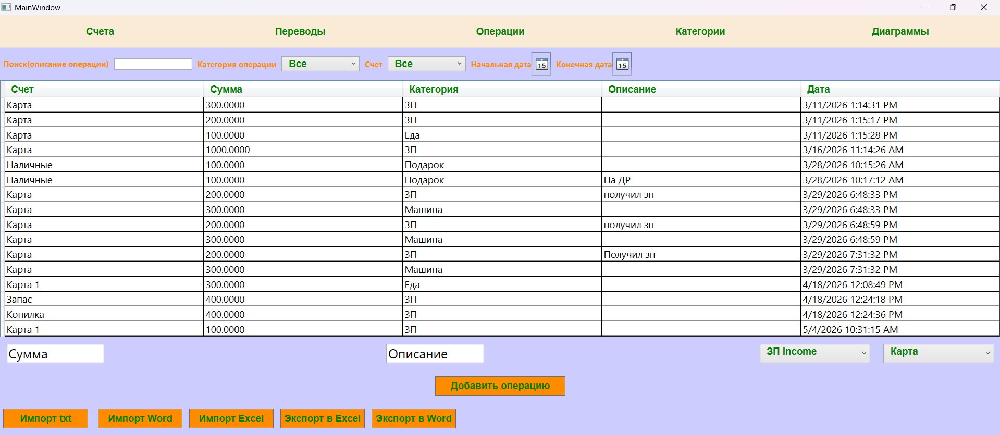 MainWindow
Счета Переводы Операции Категории Диаграммы
Поиск(описание операции) Категория операции Все Счет Все Начальная дата 15 Конечная дата 15
Счет Сумма Категория Описание Дата
Карта 300.0000 ЗП 3/11/2026 1:14:31 PM
Карта 200.0000 ЗП 3/11/2026 1:15:17 PM
Карта 100.0000 Еда 3/11/2026 1:15:28 PM
Карта 1000.0000 ЗП 3/16/2026 11:14:26 AM
Наличные 100.0000 Подарок 3/28/2026 10:15:26 AM
Наличные 100.0000 Подарок На ДР 3/28/2026 10:17:12 AM
Карта 200.0000 ЗП получил зп 3/29/2026 6:48:33 PM
Карта 300.0000 Машина 3/29/2026 6:48:33 PM
Карта 200.0000 ЗП получил зп 3/29/2026 6:48:59 PM
Карта 300.0000 Машина 3/29/2026 6:48:59 PM
Карта 200.0000 ЗП Получил зп 3/29/2026 7:31:32 PM
Карта 300.0000 Машина 3/29/2026 7:31:32 PM
Карта 1 300.0000 Еда 4/18/2026 12:08:49 PM
Запас 400.0000 ЗП 4/18/2026 12:24:18 PM
Копилка 400.0000 ЗП 4/18/2026 12:24:36 PM
Карта 1 100.0000 ЗП 5/4/2026 10:31:15 AM
Сумма Описание ЗП Income Карта
Добавить операцию
Импорт txt Импорт Word Импорт Excel Экспорт в Excel Экспорт в Word